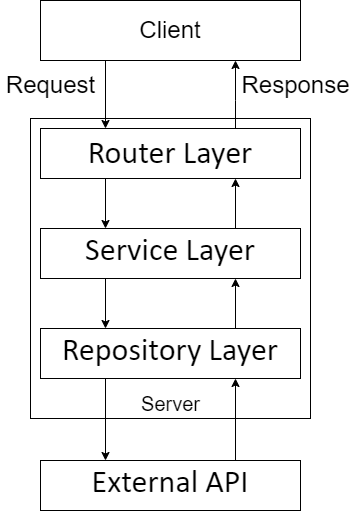 Client
Request
Response
Router Layer
Service Layer
Repository Layer
Server
External API